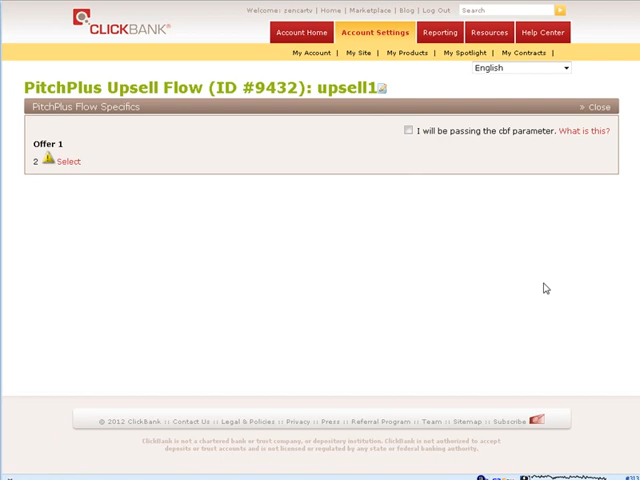 Welcome: zencartv | Home | Marketplace | Blog | Log Out
Search
CLICKBANK®
Account Home
Account Settings
Reporting
Resources
Help Center
My Account | My Site | My Products | My Spotlight | My Contracts |
English
PitchPlus Upsell Flow (ID #9432): upsell1
PitchPlus Flow Specifics
» Close
I will be passing the cbf parameter. What is this?
Offer 1
2 Select
© 2012 ClickBank :: Contact Us :: Legal & Policies :: Privacy :: Press :: Referral Program :: Team :: Sitemap :: Subscribe
ClickBank is not a chartered bank or trust company, or depository institution. ClickBank is not authorized to accept
deposits or trust accounts and is not licensed or regulated by any state or federal banking authority.